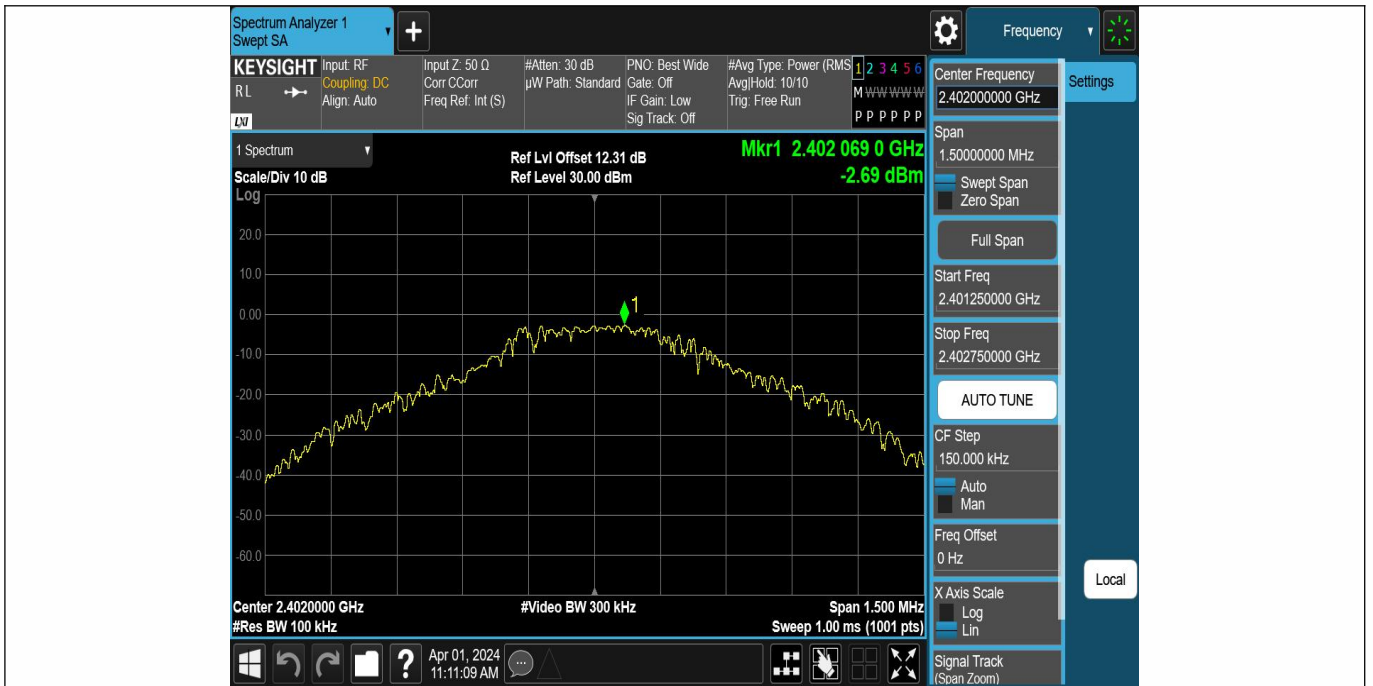 Spectrum Analyzer 1
Swept SA
+
Frequency
KEYSIGHT
RL
LXI
Input: RF
Coupling: DC
Align: Auto
Input Z: 50 Ω
Corr CCorr
Freq Ref: Int (S)
#Atten: 30 dB
µW Path: Standard
PNO: Best Wide
Gate: Off
IF Gain: Low
Sig Track: Off
#Avg Type: Power (RMS
Avg|Hold: 10/10
Trig: Free Run
1 2 3 4 5 6
M W W W W W
P P P P P P
1 Spectrum
Scale/Div 10 dB
Log
Ref Lvl Offset 12.31 dB
Ref Level 30.00 dBm
Mkr1 2.402 069 0 GHz
-2.69 dBm
20.0
10.0
0.00
-10.0
-20.0
-30.0
-40.0
-50.0
-60.0
1
Center 2.4020000 GHz
#Res BW 100 kHz
#Video BW 300 kHz
Span 1.500 MHz
Sweep 1.00 ms (1001 pts)
?
Apr 01, 2024
11:11:09 AM
Center Frequency
2.402000000 GHz
Settings
Span
1.50000000 MHz
Swept Span
Zero Span
Full Span
Start Freq
2.401250000 GHz
Stop Freq
2.402750000 GHz
AUTO TUNE
CF Step
150.000 kHz
Auto
Man
Freq Offset
0 Hz
Local
X Axis Scale
Log
Lin
Signal Track
(Span Zoom)